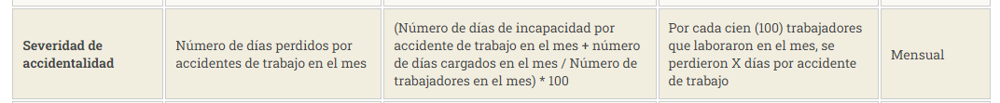 Severidad de
accidentalidad
Número de días perdidos por
accidentes de trabajo en el mes
(Número de días de incapacidad por
accidente de trabajo en el mes + número
de días cargados en el mes / Número de
trabajadores en el mes) * 100
Por cada cien (100) trabajadores
que laboraron en el mes, se
perdieron X días por accidente
de trabajo
Mensual